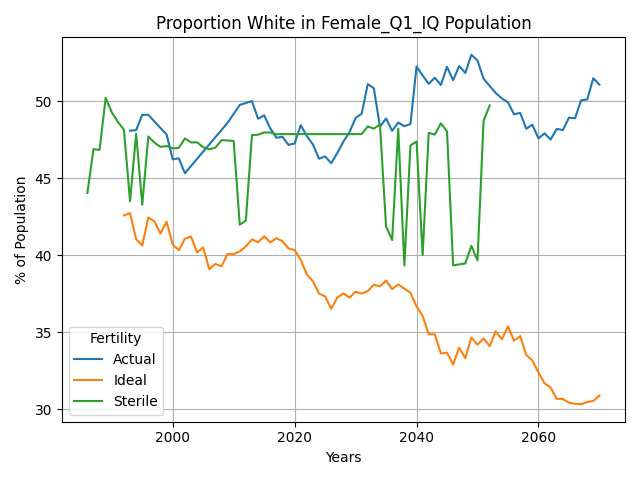 Proportion White in Female_Q1_IQ Population
% of Population
50
45
40
35
30
Fertility
Actual
Ideal
Sterile
2000 2020 2040 2060
Years